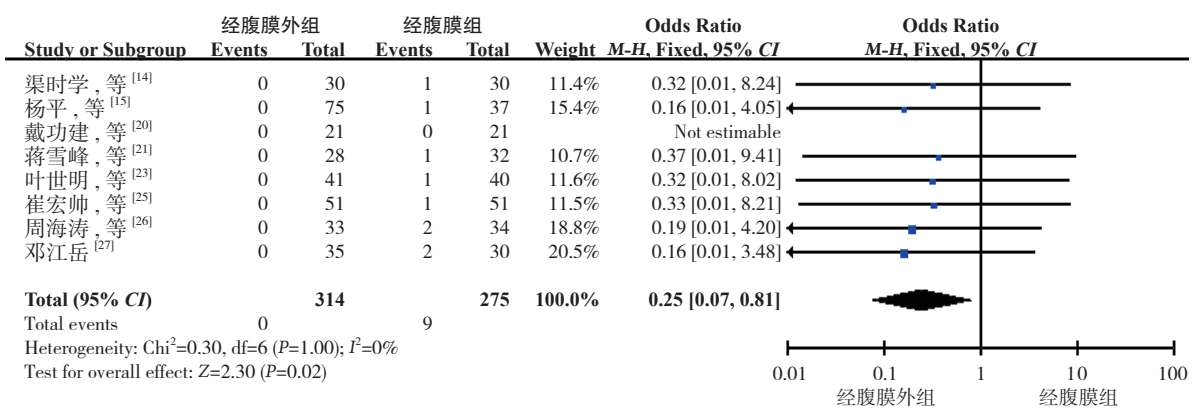 经腹膜外组 经腹膜组 Odds Ratio Odds Ratio
Study or Subgroup Events Total Events Total Weight M-H, Fixed, 95% CI M-H, Fixed, 95% CI
渠时学，等 [14] 0 30 1 30 11.4% 0.32 [0.01, 8.24]
杨平，等 [15] 0 75 1 37 15.4% 0.16 [0.01, 4.05]
戴功建，等 [20] 0 21 0 21 Not estimable
蒋雪峰，等 [21] 0 28 1 32 10.7% 0.37 [0.01, 9.41]
叶世明，等 [23] 0 41 1 40 11.6% 0.32 [0.01, 8.02]
崔宏帅，等 [25] 0 51 1 51 11.5% 0.33 [0.01, 8.21]
周海涛，等 [26] 0 33 2 34 18.8% 0.19 [0.01, 4.20]
邓江岳 [27] 0 35 2 30 20.5% 0.16 [0.01, 3.48]
Total (95% CI) 314 275 100.0% 0.25 [0.07, 0.81]
Total events 0 9
Heterogeneity: Chi²=0.30, df=6 (P=1.00); I²=0%
Test for overall effect: Z=2.30 (P=0.02)
0.01 0.1 1 10 100
经腹膜外组 经腹膜组